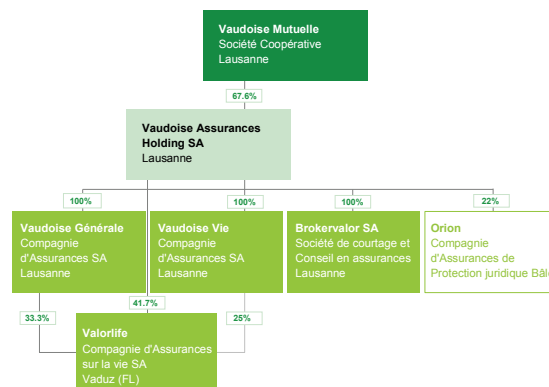 Vaudoise Mutuelle
Société Coopérative
Lausanne
67.6%
Vaudoise Assurances
Holding SA
Lausanne
100%
100%
100%
22%
Vaudoise Générale
Compagnie
d'Assurances SA
Lausanne
Vaudoise Vie
Compagnie
d'Assurances SA
Lausanne
Brokervalor SA
Société de courtage et
Conseil en assurances
Lausanne
Orion
Compagnie
d'Assurances de
Protection juridique Bâle
33.3%
41.7%
25%
Valorlife
Compagnie d'Assurances
sur la vie SA
Vaduz (FL)